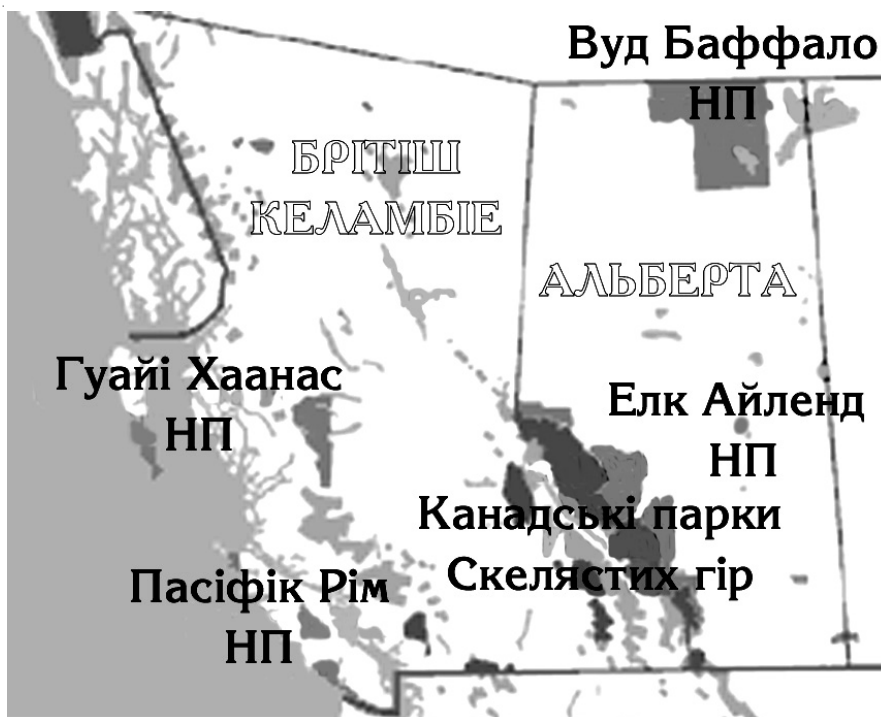 Вуд Баффало
НП
БРІТІШ
КЕЛАМБІЕ
АЛЬБЕРТА
Гуайі Хаанас
НП
Елк Айленд
НП
Канадські парки
Скелястих гір
Пасіфік Рім
НП